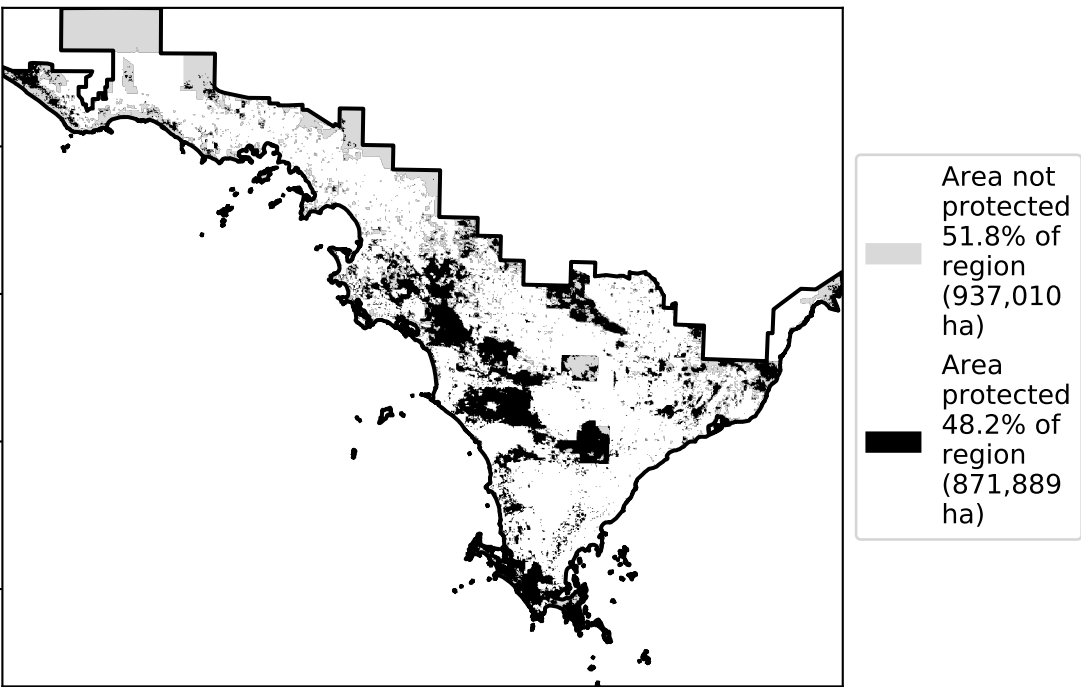 Area not
protected
51.8% of
region
(937,010
ha)
Area
protected
48.2% of
region
(871,889
ha)